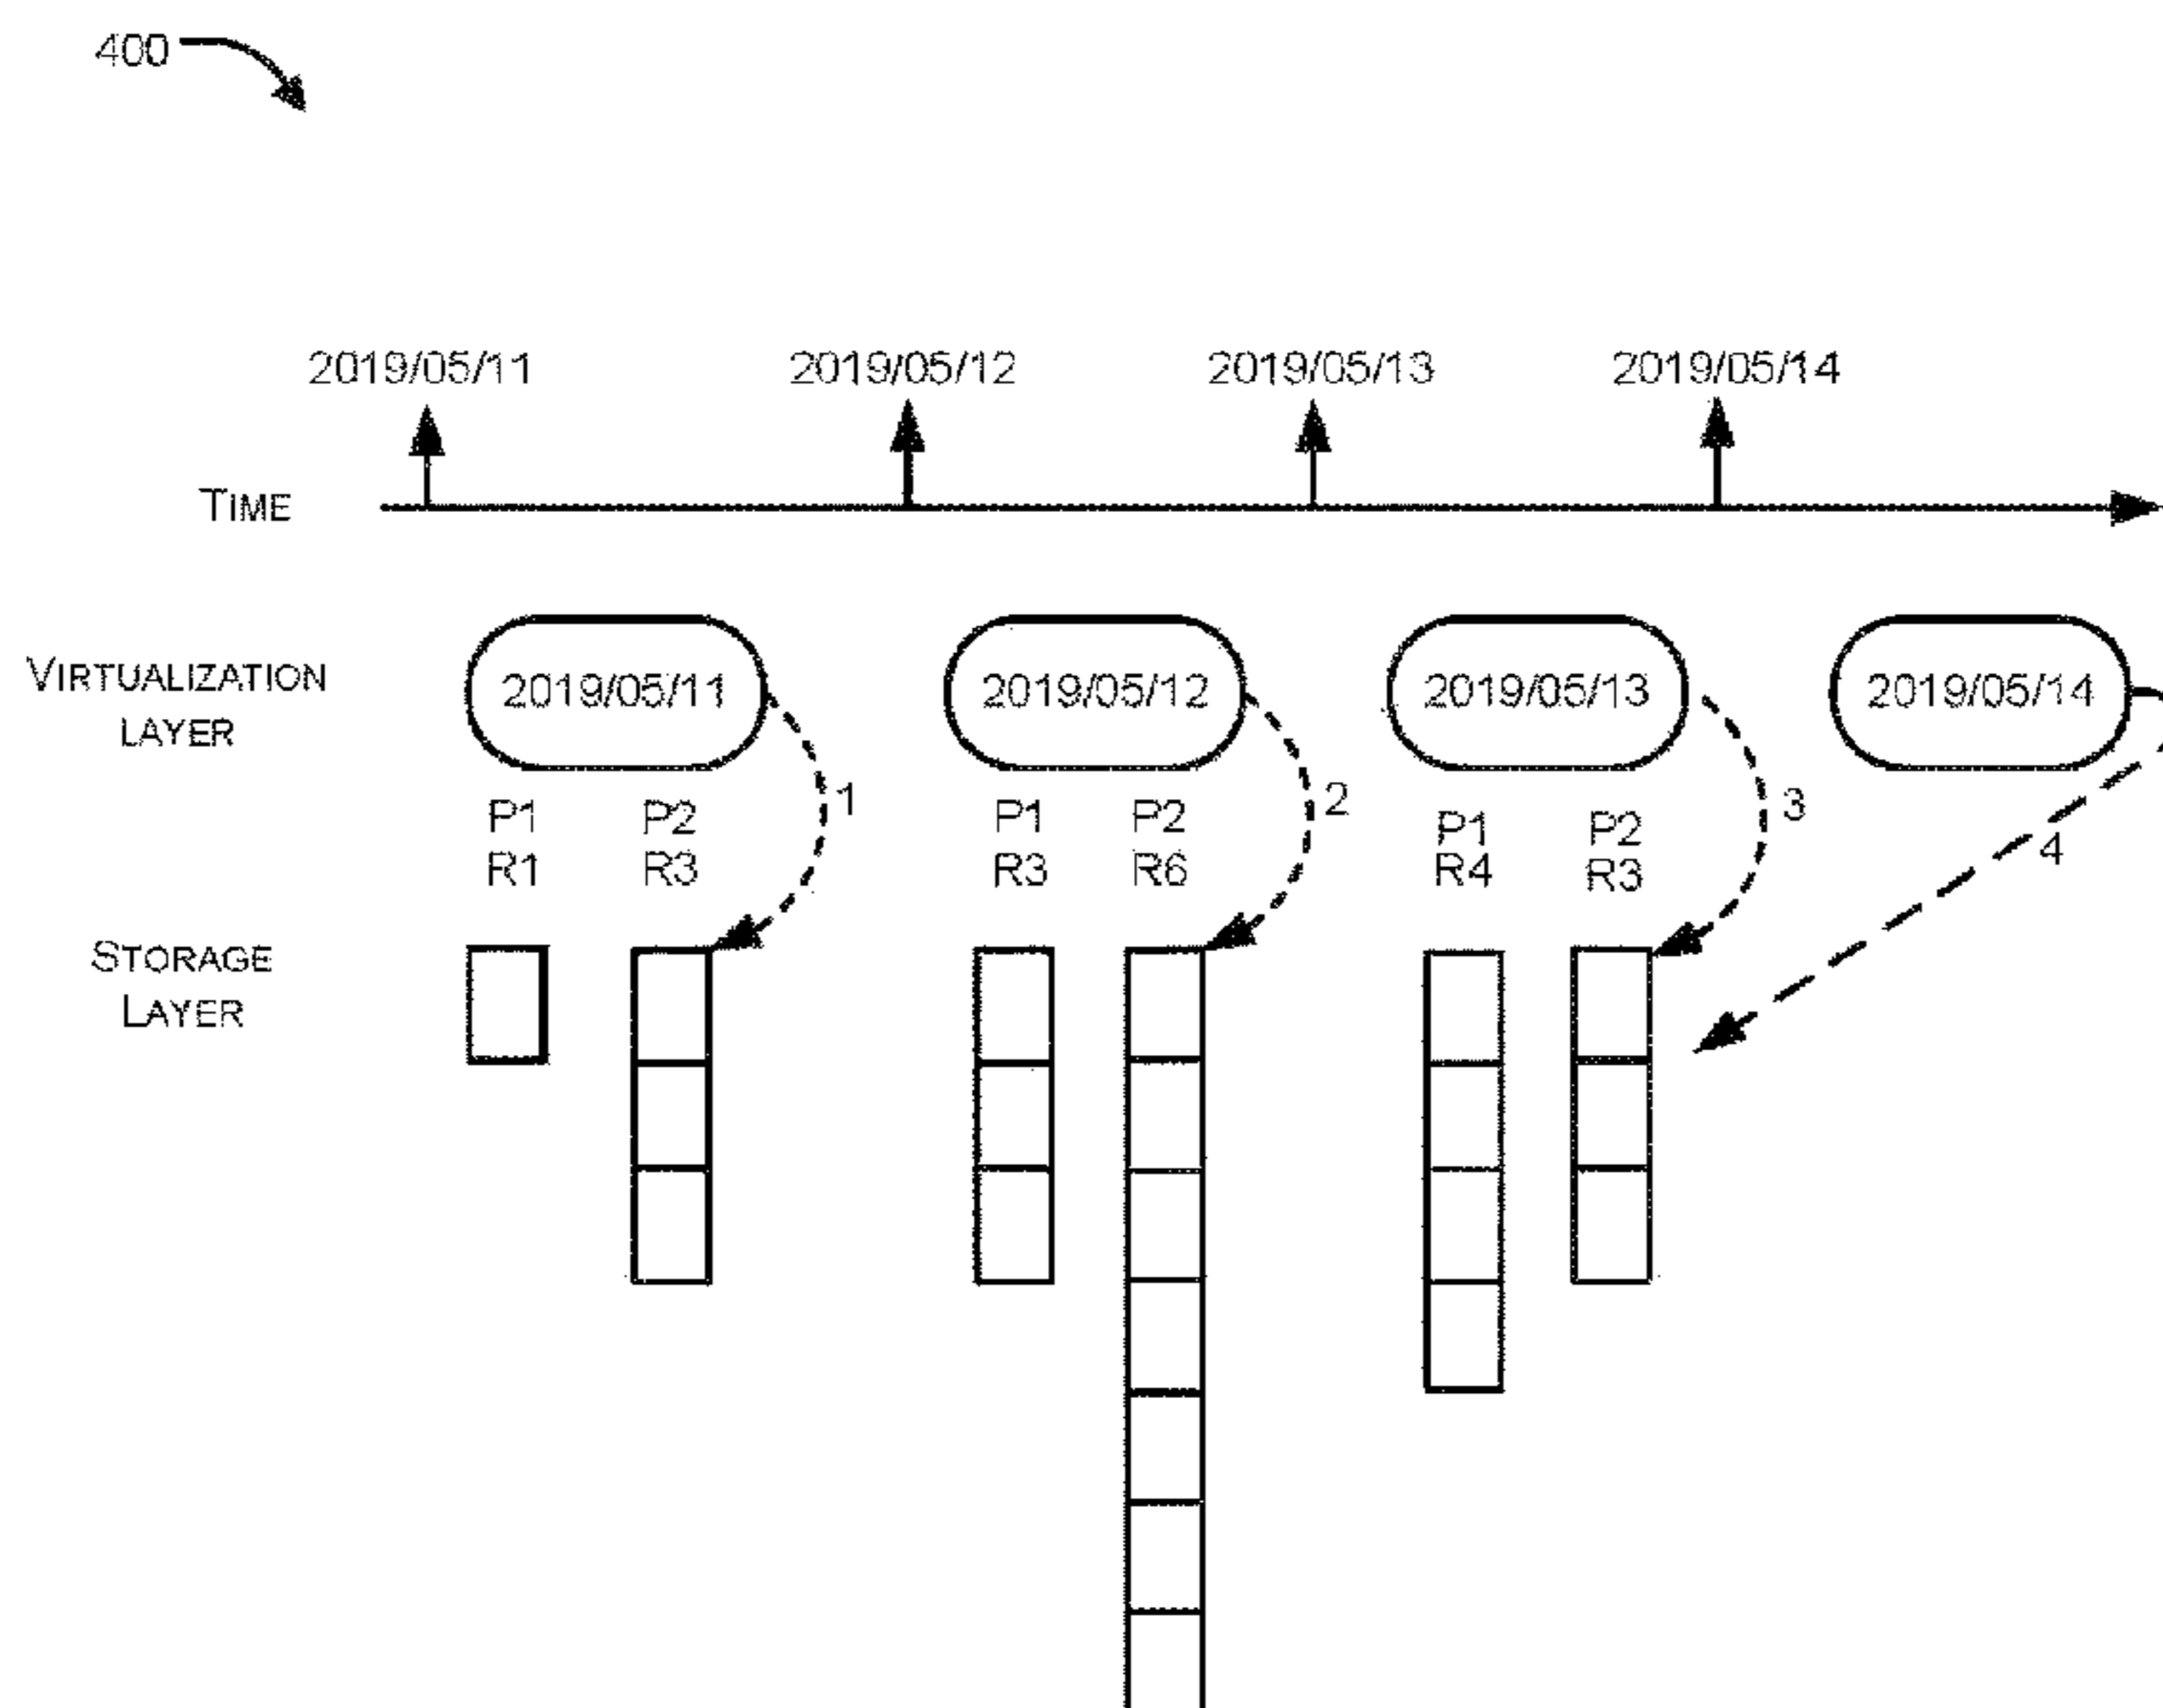 400
2019/05/11 2019/05/12 2019/05/13 2019/05/14
TIME
VIRTUALIZATION
LAYER
2019/05/11 2019/05/12 2019/05/13 2019/05/14
1 2 3 4
P1 P2 P1 P2 P1 P2
R1 R3 R3 R6 R4 R3
STORAGE
LAYER